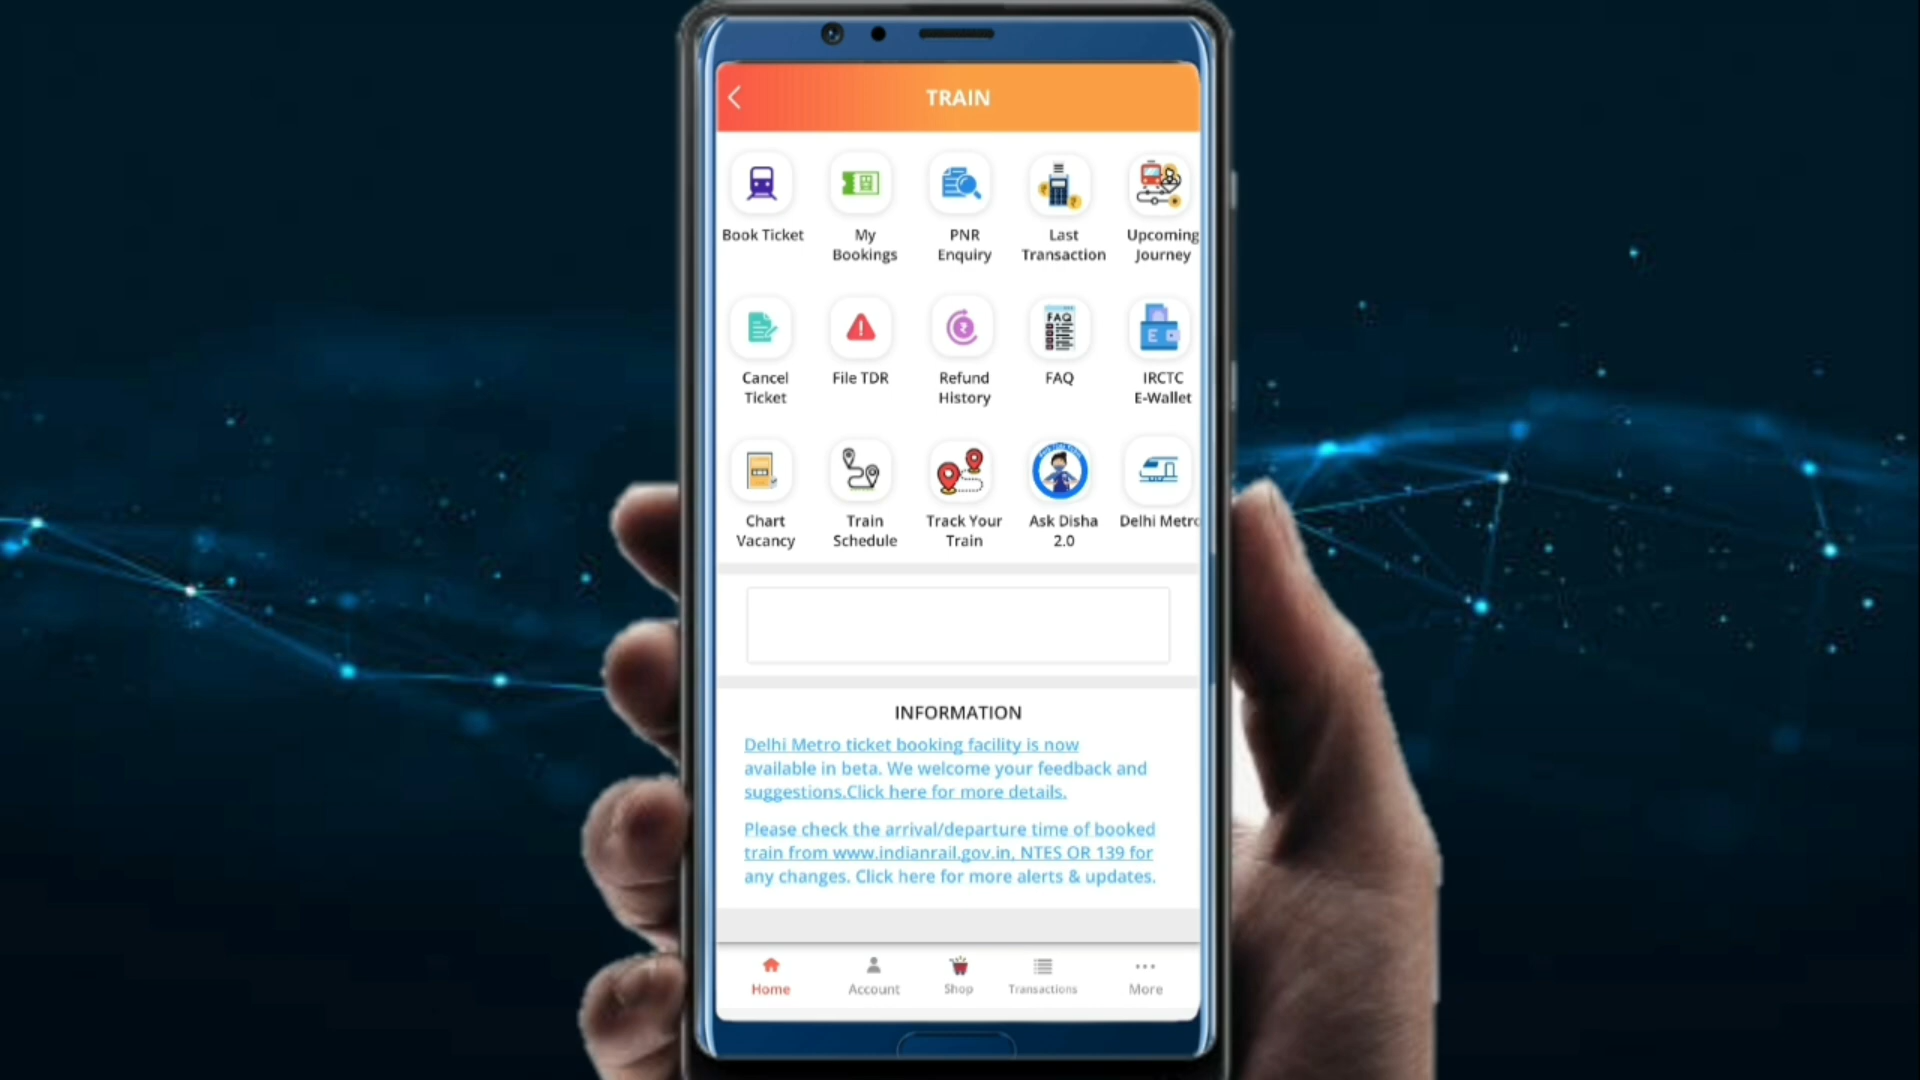 TRAIN
Book Ticket
My
Bookings
PNR
Enquiry
Last
Transaction
Upcoming
Journey
Cancel
Ticket
File TDR
Refund
History
FAQ
FAQ
E
IRCTC
E-Wallet
Chart
Vacancy
Train
Schedule
Track Your
Train
Ask Disha
2.0
Delhi Metro
INFORMATION
Delhi Metro ticket booking facility is now
available in beta. We welcome your feedback and
suggestions.Click here for more details.
Please check the arrival/departure time of booked
train from www.indianrail.gov.in, NTES OR 139 for
any changes. Click here for more alerts & updates.
Home
Account
Shop
Transactions
More